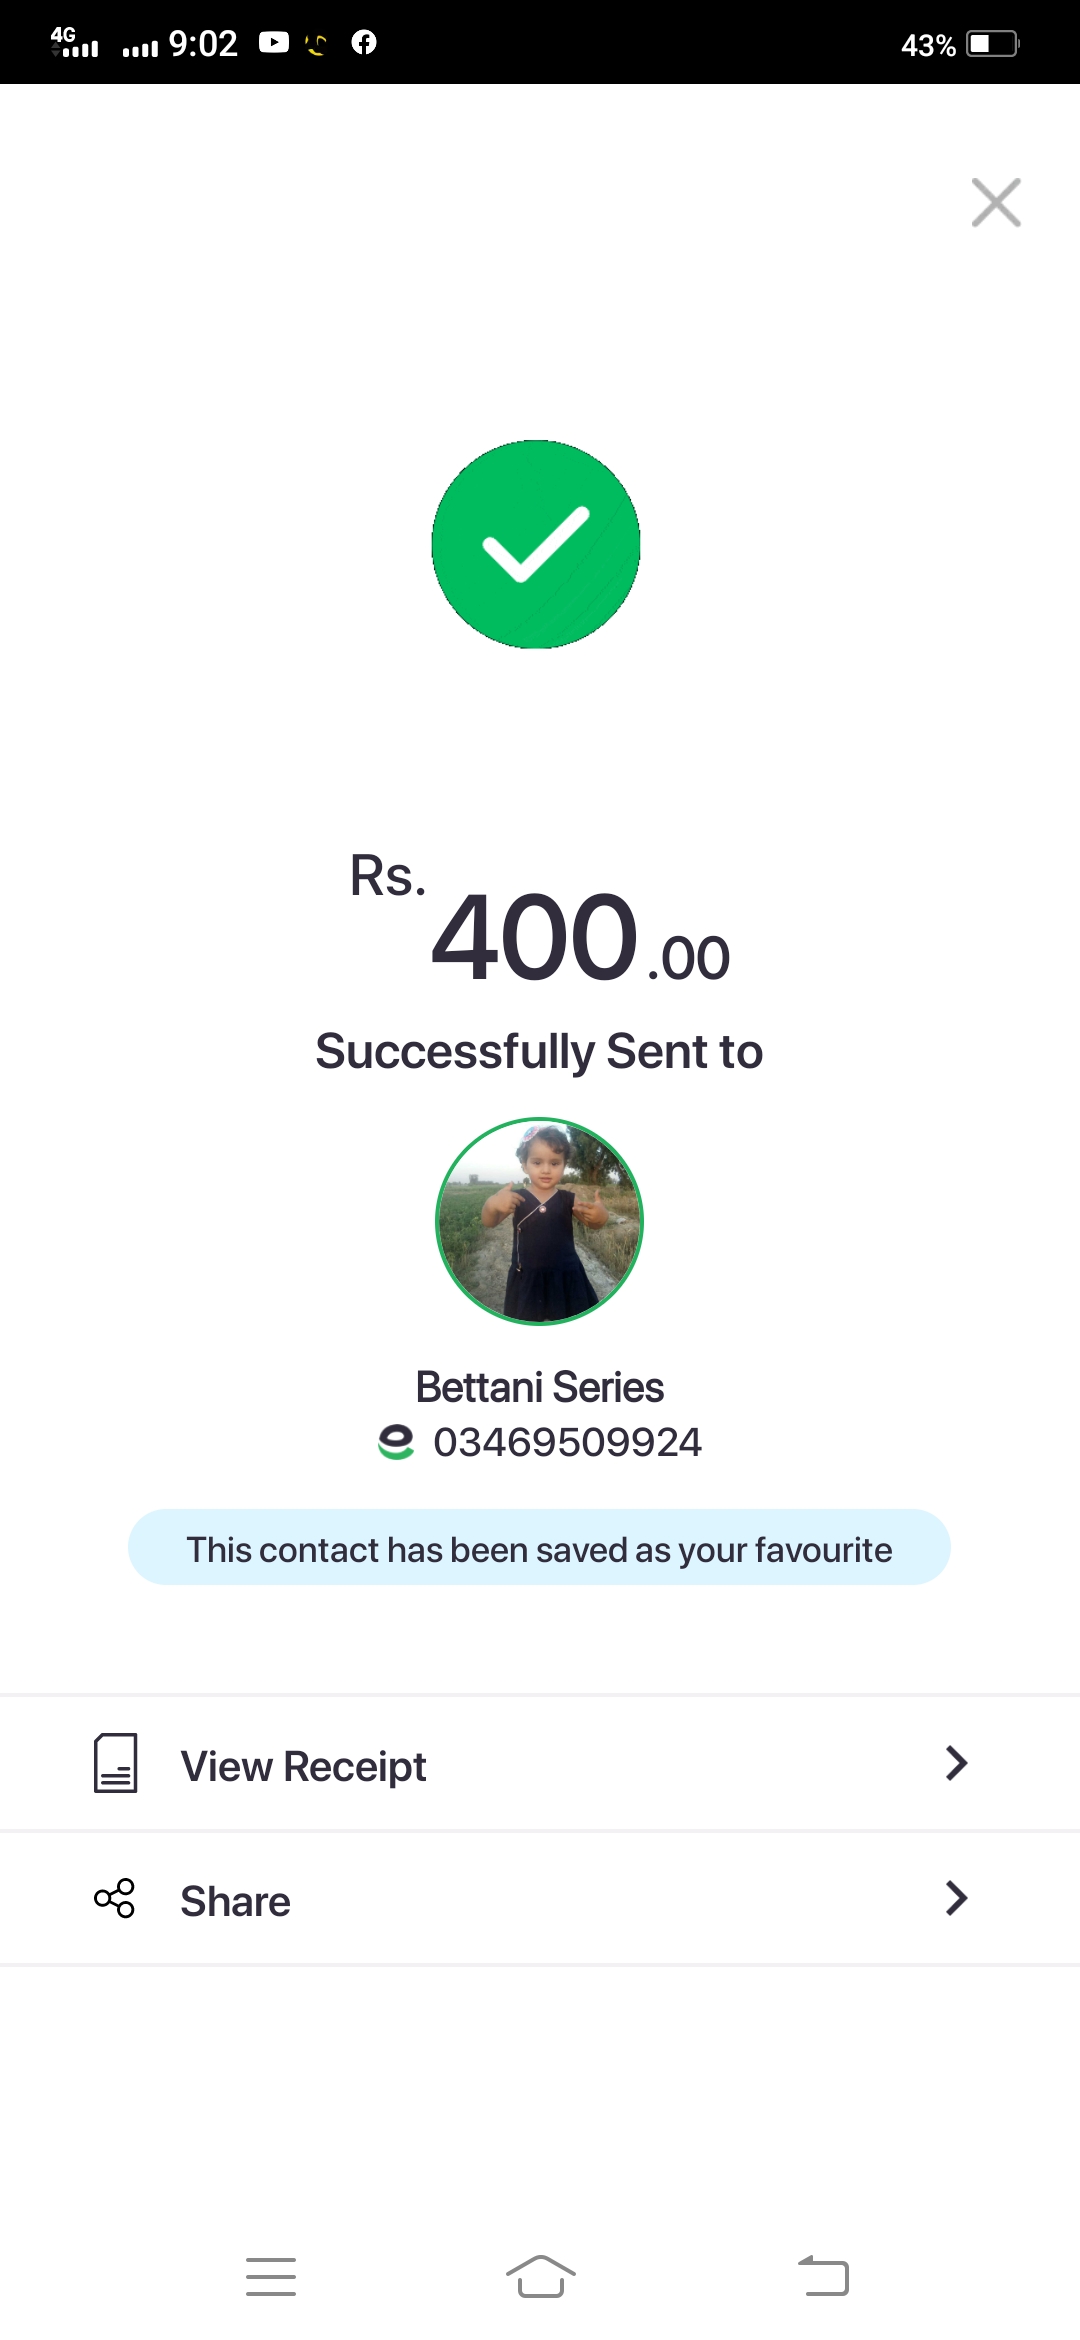 4G 9:02 43%
Rs. 400.00
Successfully Sent to
Bettani Series
03469509924
This contact has been saved as your favourite
View Receipt
Share